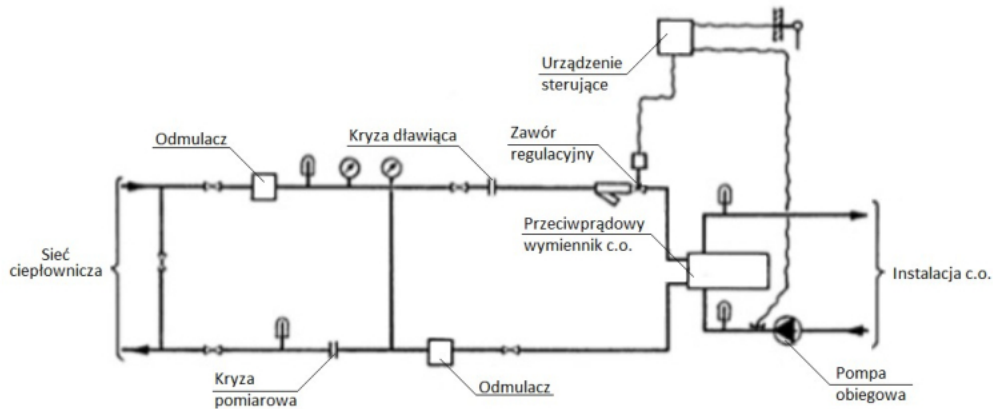 Urządzenie
sterujące
Odmulacz
Kryza dławiąca
Zawór
regulacyjny
Przeciwprądowy
wymiennik c.o.
Sieć
ciepłownicza
Instalacja c.o.
Kryza
pomiarowa
Odmulacz
Pompa
obiegowa